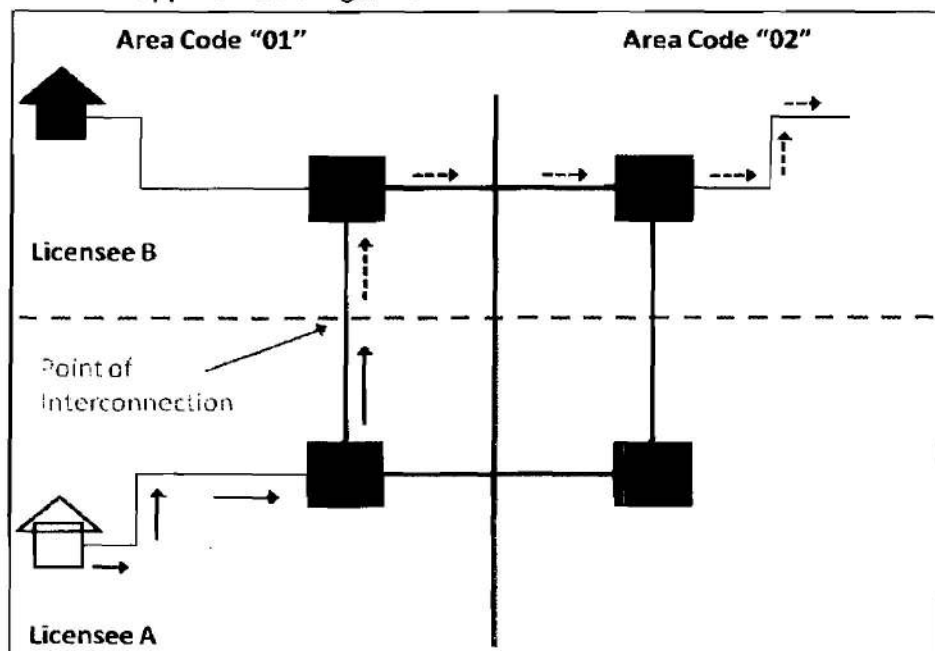 Area Code “01”
Area Code “02”
Licensee B
Point of
Interconnection
Licensee A